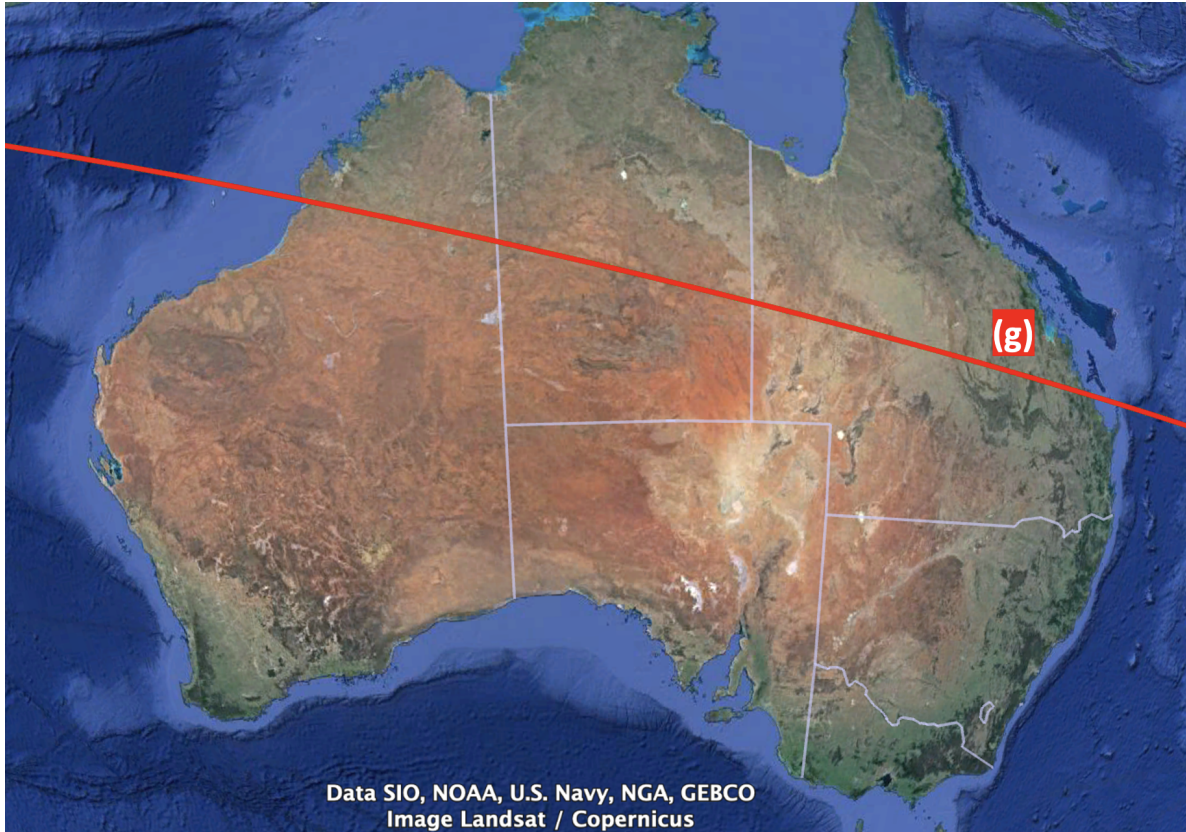 (g)
Data SIO, NOAA, U.S. Navy, NGA, GEBCO
Image Landsat / Copernicus